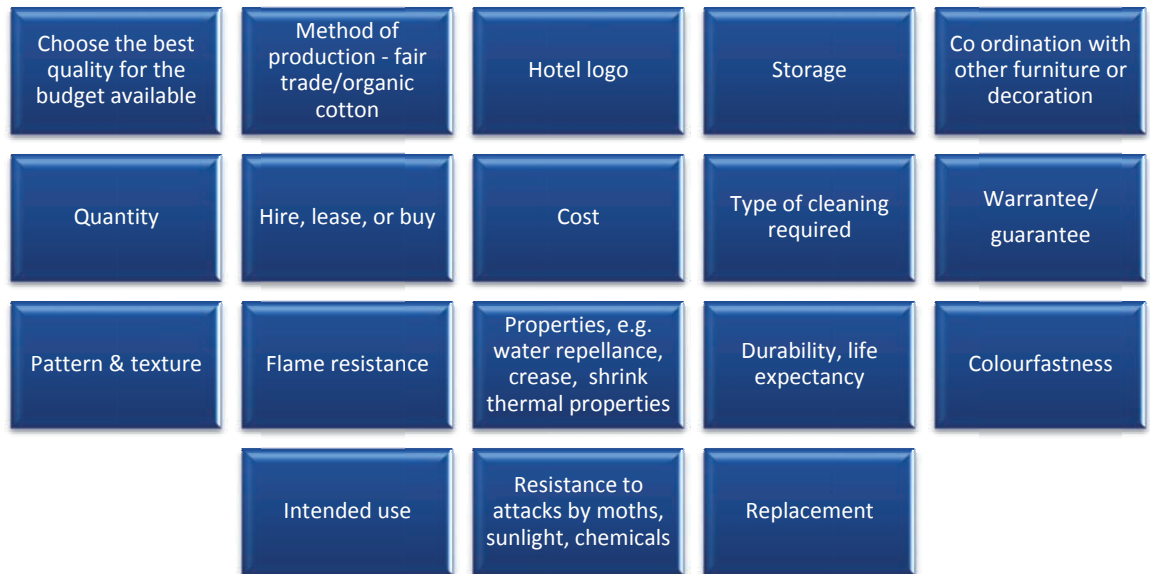 Choose the best
quality for the
budget available
Method of
production - fair
trade/organic
cotton
Hotel logo
Storage
Co ordination with
other furniture or
decoration
Quantity
Hire, lease, or buy
Cost
Type of cleaning
required
Warrantee/
guarantee
Pattern & texture
Flame resistance
Properties, e.g.
water repellance,
crease, shrink
thermal properties
Durability, life
expectancy
Colourfastness
Intended use
Resistance to
attacks by moths,
sunlight, chemicals
Replacement